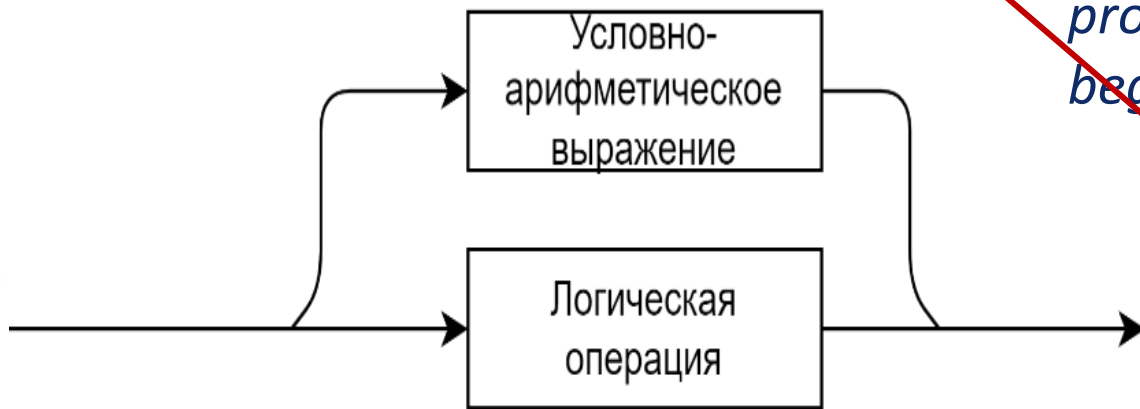 Условно-
арифметическое
выражение
Логическая
операция